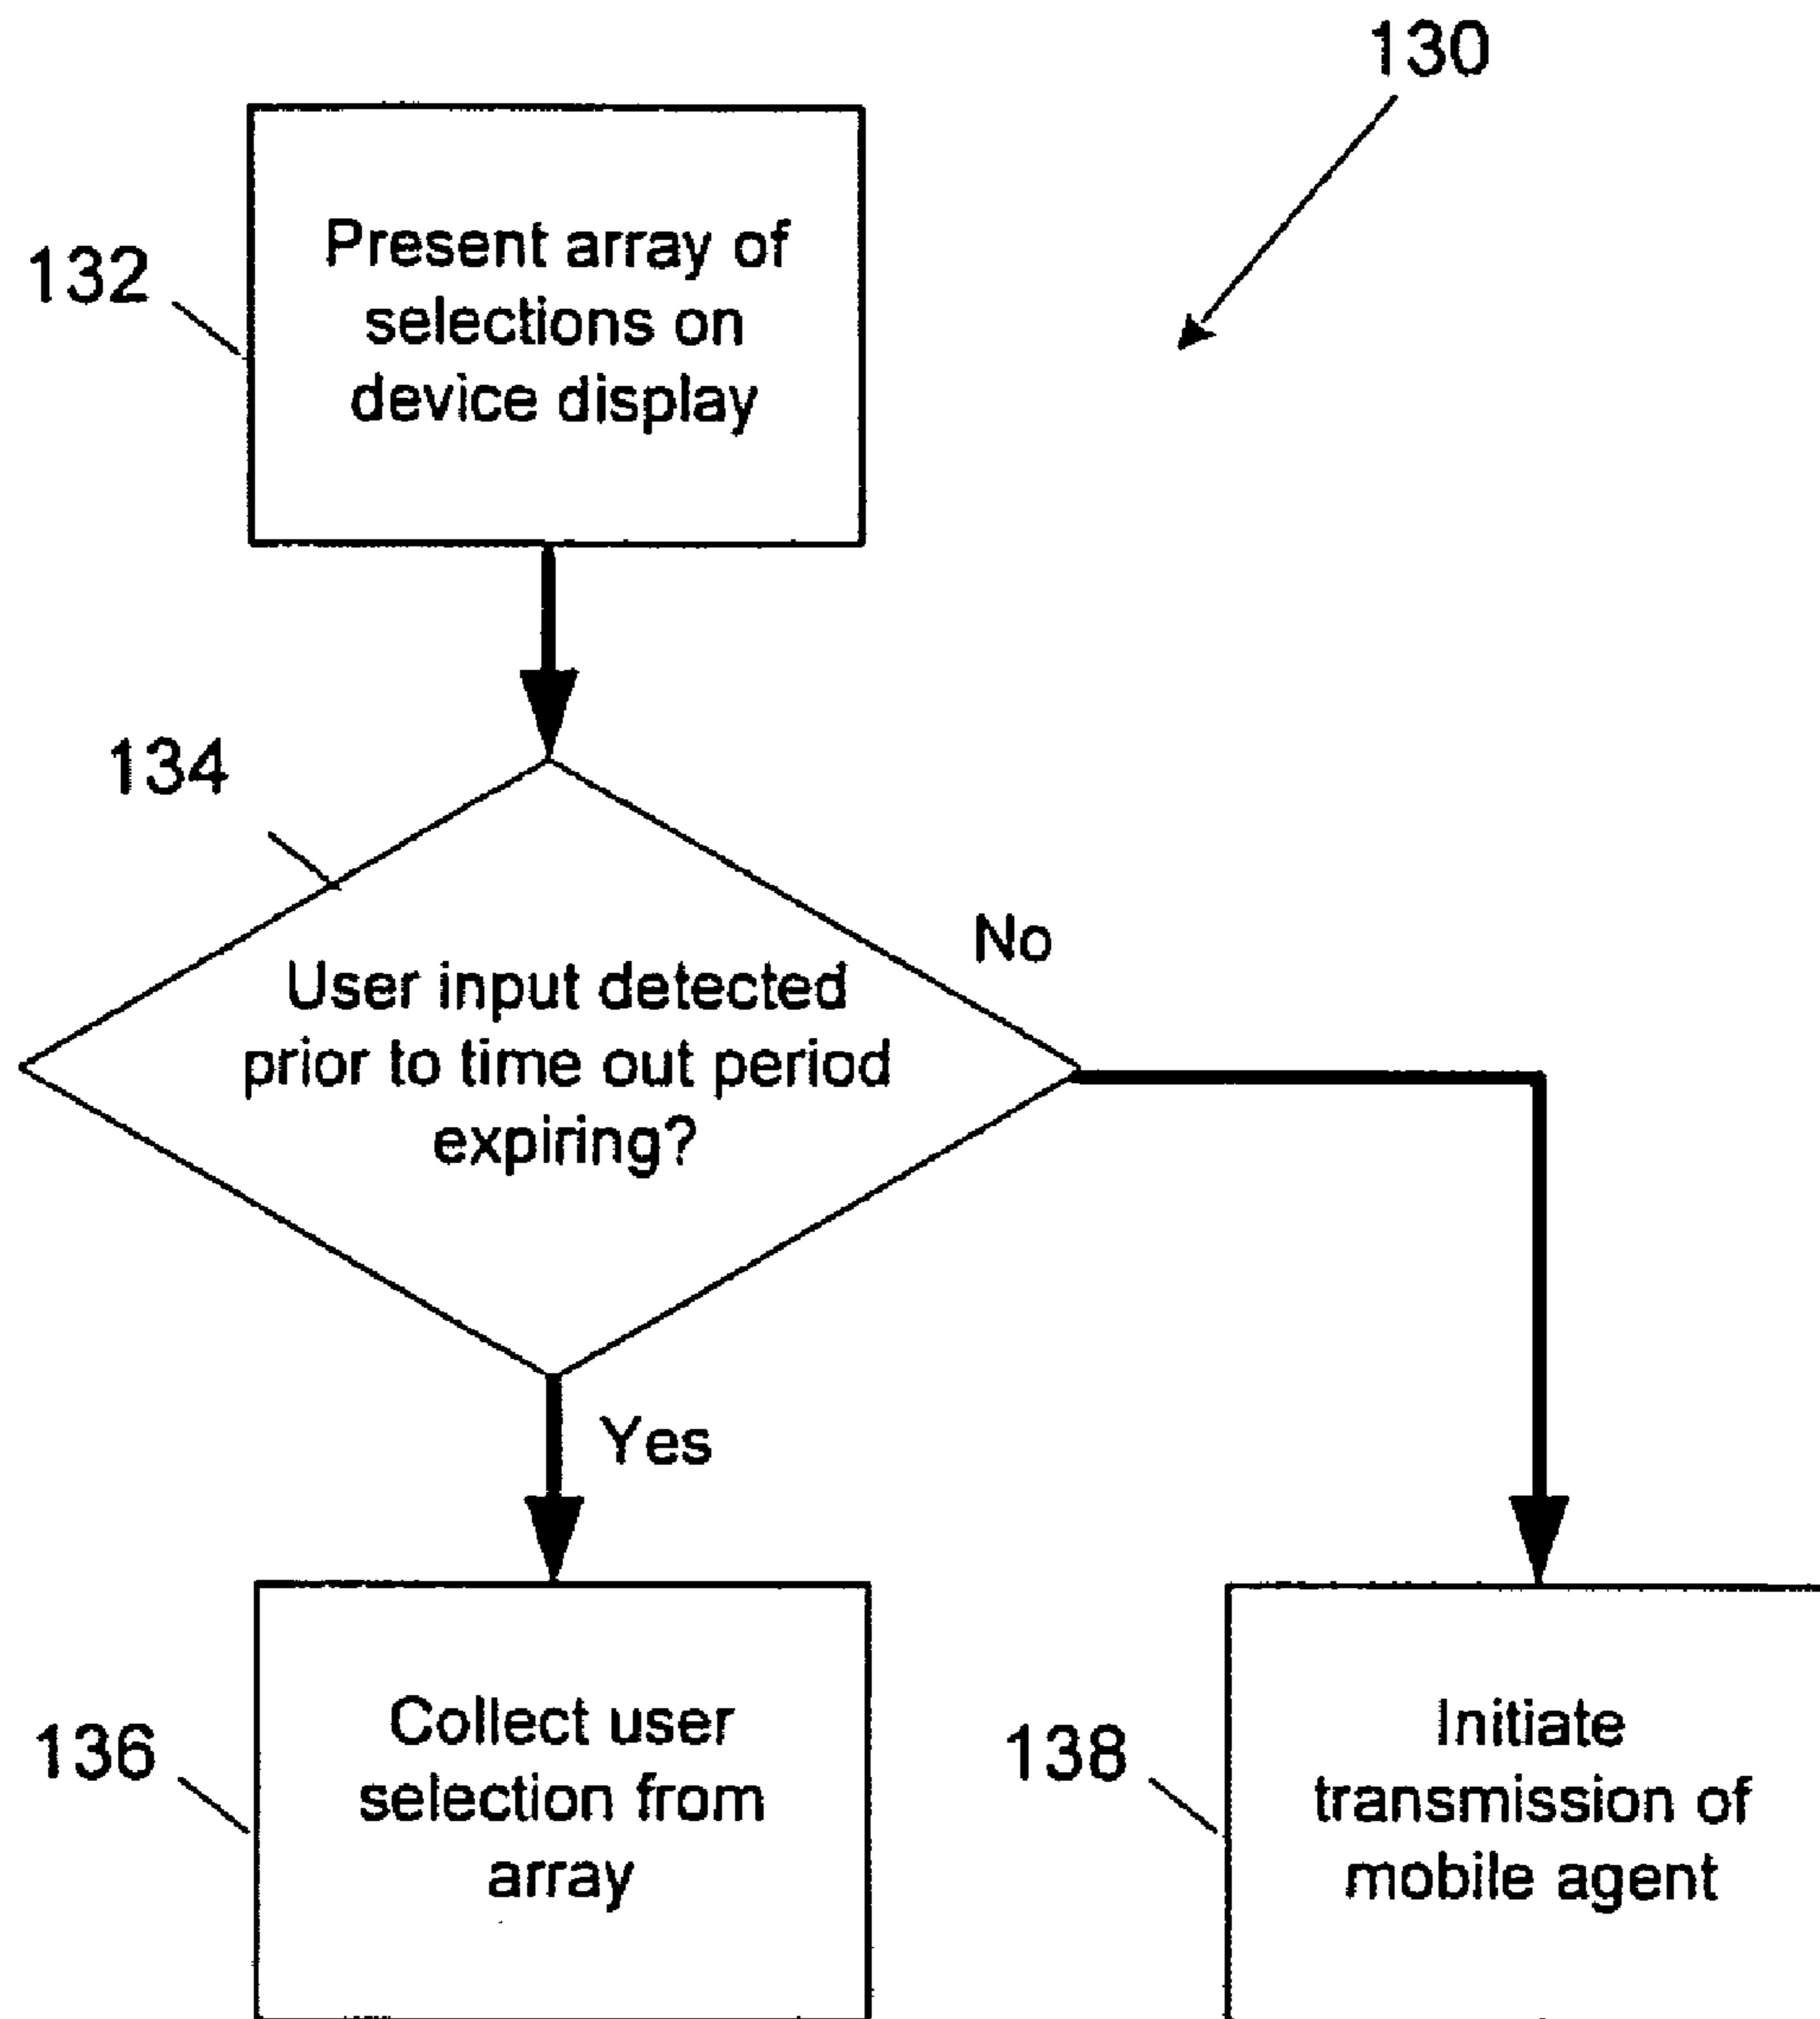 130
132
Present array of
selections on
device display
134
No
User input detected
prior to time out period
expiring?
Yes
136
Collect user
selection from
array
138
Initiate
transmission of
mobile agent